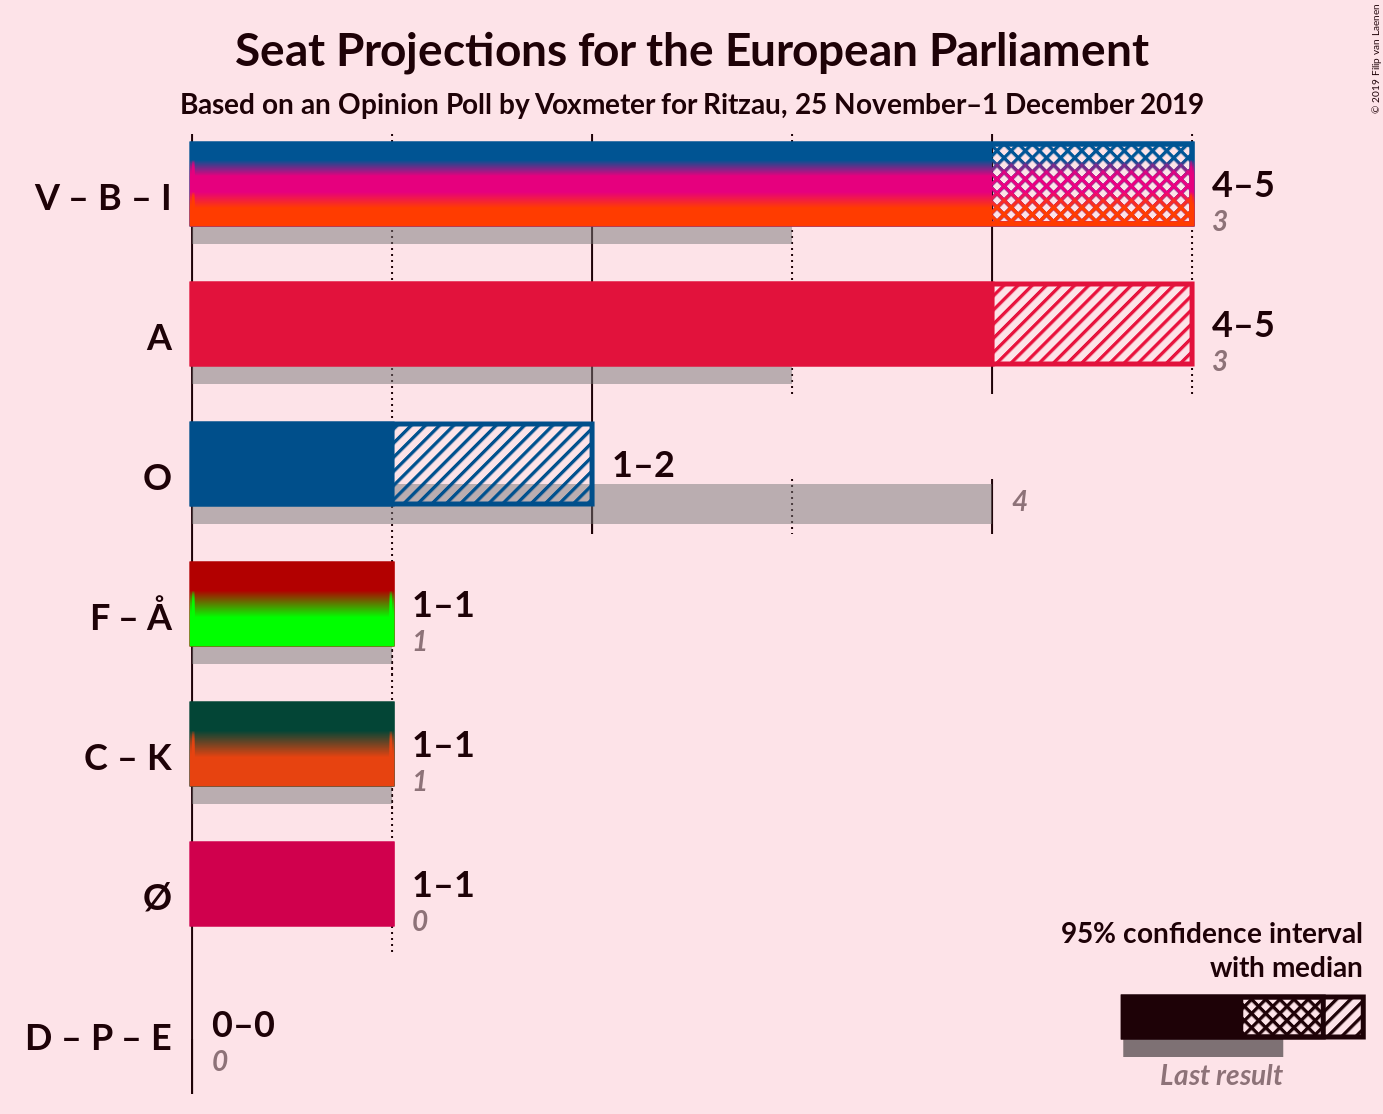 Seat Projections for the European Parliament
Based on an Opinion Poll by Voxmeter for Ritzau, 25 November–1 December 2019
© 2019 Filip van Laenen
V – B – I
4–5
3
A
4–5
3
O
1–2
4
F – Å
1–1
1
C – K
1–1
1
Ø
1–1
0
D – P – E
0–0
0
95% confidence interval
with median
Last result